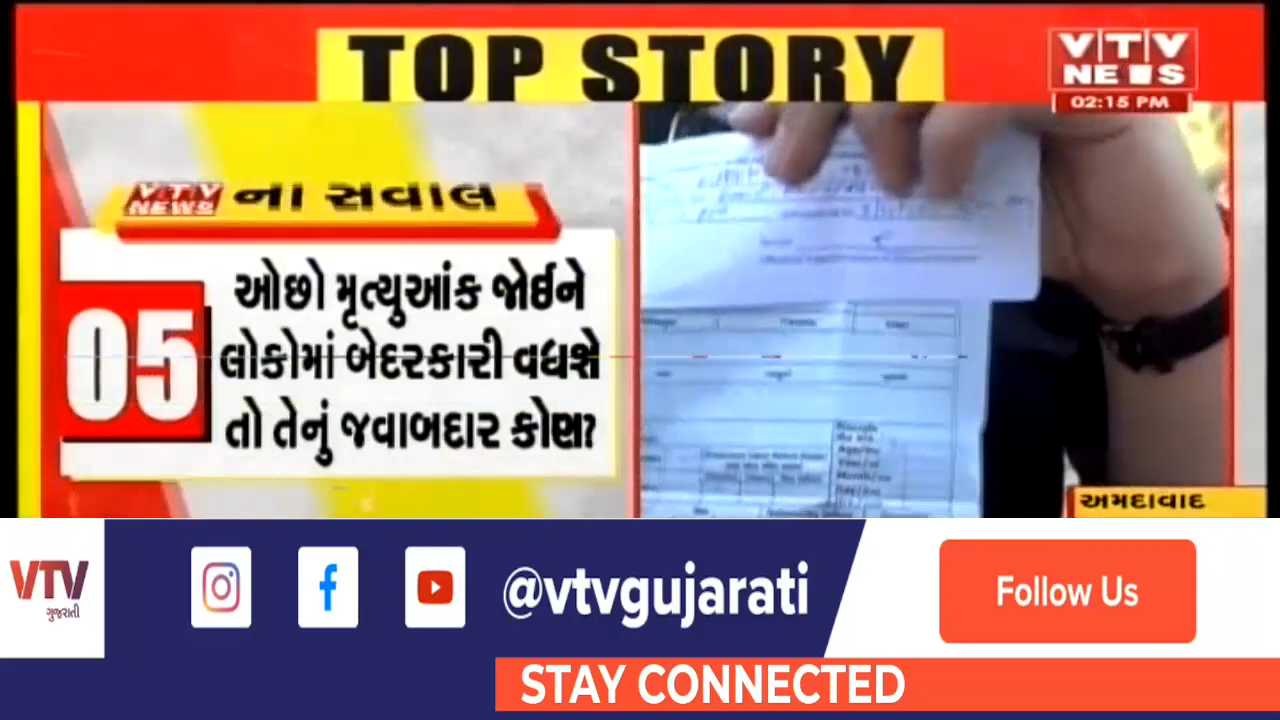 TOP STORY
VTV
NEWS
02:15 PM
VTV
NEWS ના સવાલ
05
ઓછો મૃત્યુઆંક જોઈને
લોકોમાં બેદરકારી વધશે
તો તેનું જવાબદાર કોણ?
અમદાવાદ
VTV
ગુજરાતી
@vtvgujarati
Follow Us
STAY CONNECTED